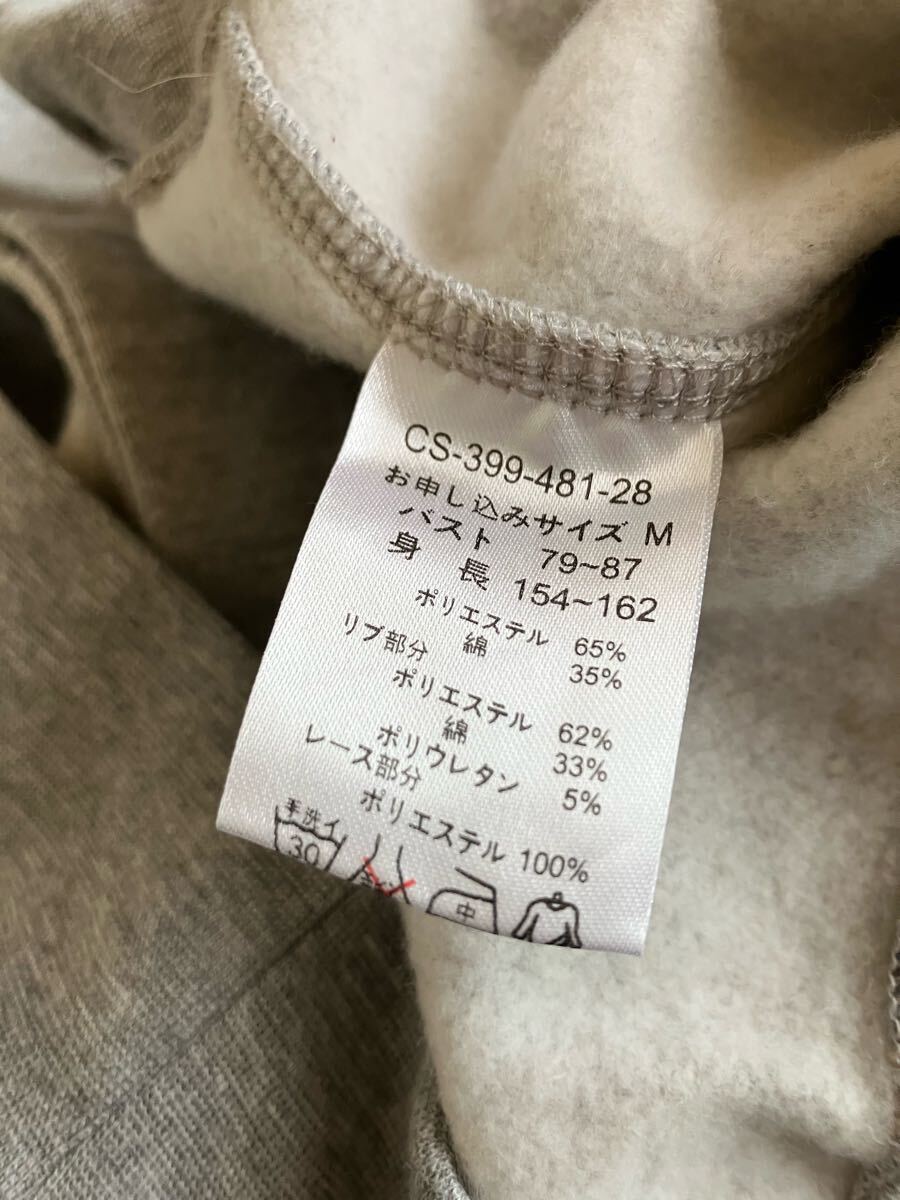 CS-399-481-28
お申し込みサイズ M
バスト 79~87
身 長 154~162
ポリエステル 65%
綿 35%
リブ部分
ポリエステル 62%
綿 33%
ポリウレタン 5%
レース部分
ポリエステル 100%
手洗イ
30
中